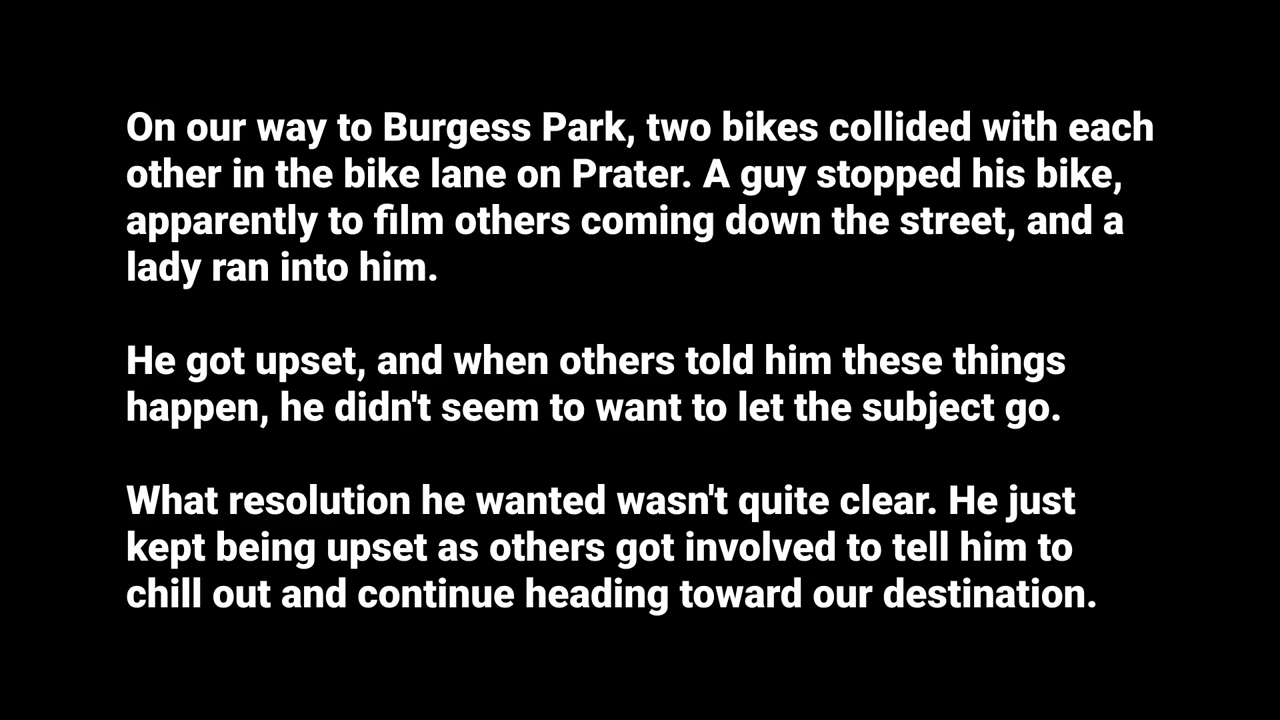 On our way to Burgess Park, two bikes collided with each
other in the bike lane on Prater. A guy stopped his bike,
apparently to film others coming down the street, and a
lady ran into him.
He got upset, and when others told him these things
happen, he didn't seem to want to let the subject go.
What resolution he wanted wasn't quite clear. He just
kept being upset as others got involved to tell him to
chill out and continue heading toward our destination.